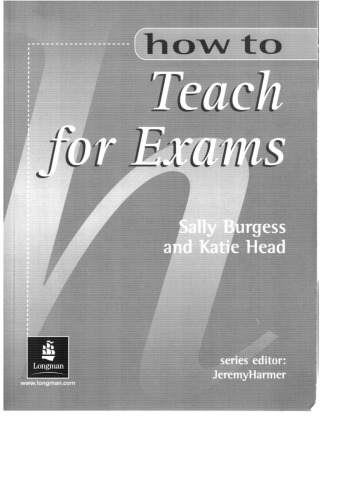 how to
Teach
for Exams
Sally Burgess
and Katie Head
series editor:
JeremyHarmer
Longman
www.longman.com